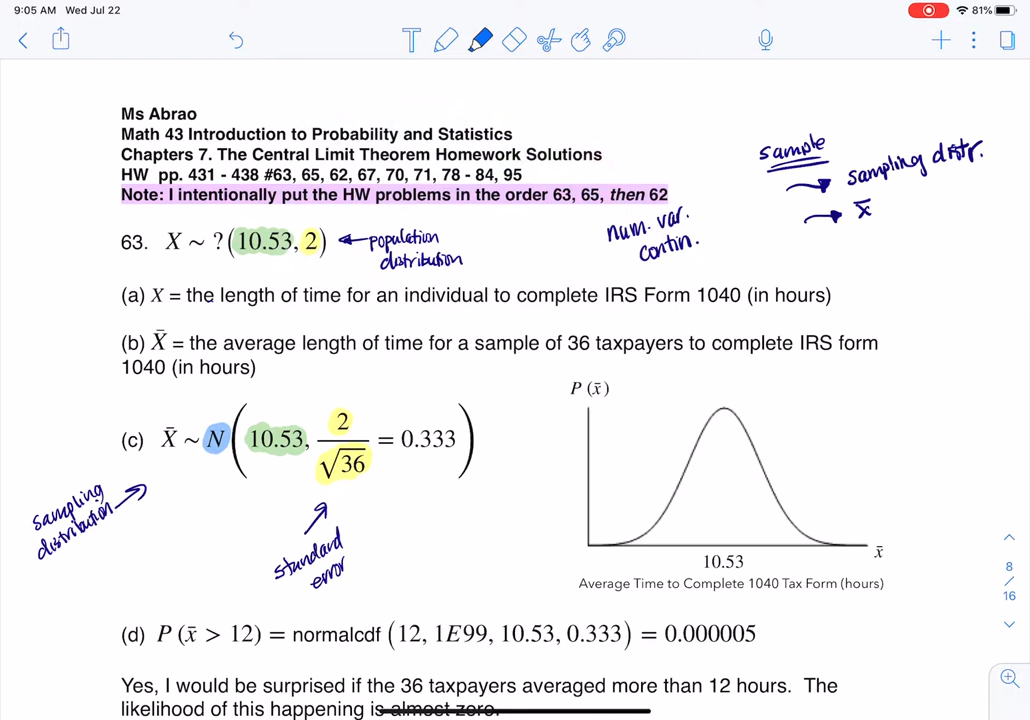 9:05 AM Wed Jul 22
81%
T
Ms Abrao
Math 43 Introduction to Probability and Statistics
Chapters 7. The Central Limit Theorem Homework Solutions
HW pp. 431 - 438 #63, 65, 62, 67, 70, 71, 78 - 84, 95
Note: I intentionally put the HW problems in the order 63, 65, then 62
sample
→ sampling distr.
→ x̄
63. X ∼ ?(10.53, 2)
← population
distribution
num. var.
contin.
(a) X = the length of time for an individual to complete IRS Form 1040 (in hours)
(b) X̄ = the average length of time for a sample of 36 taxpayers to complete IRS form
1040 (in hours)
(c) X̄ ∼ N(10.53, 2/√36 = 0.333)
sampling
distribution →
standard
error
P (x̄)
10.53
x̄
Average Time to Complete 1040 Tax Form (hours)
8
/
16
(d) P (x̄ > 12) = normalcdf (12, 1E99, 10.53, 0.333) = 0.000005
Yes, I would be surprised if the 36 taxpayers averaged more than 12 hours. The
likelihood of this happening is almost zero.